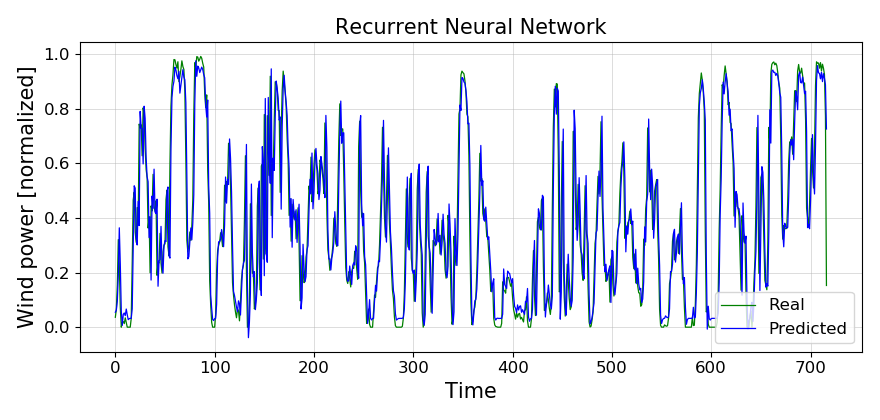 Recurrent Neural Network
Wind power [normalized]
1.0
0.8
0.6
0.4
0.2
0.0
0 100 200 300 400 500 600 700
Time
Real
Predicted